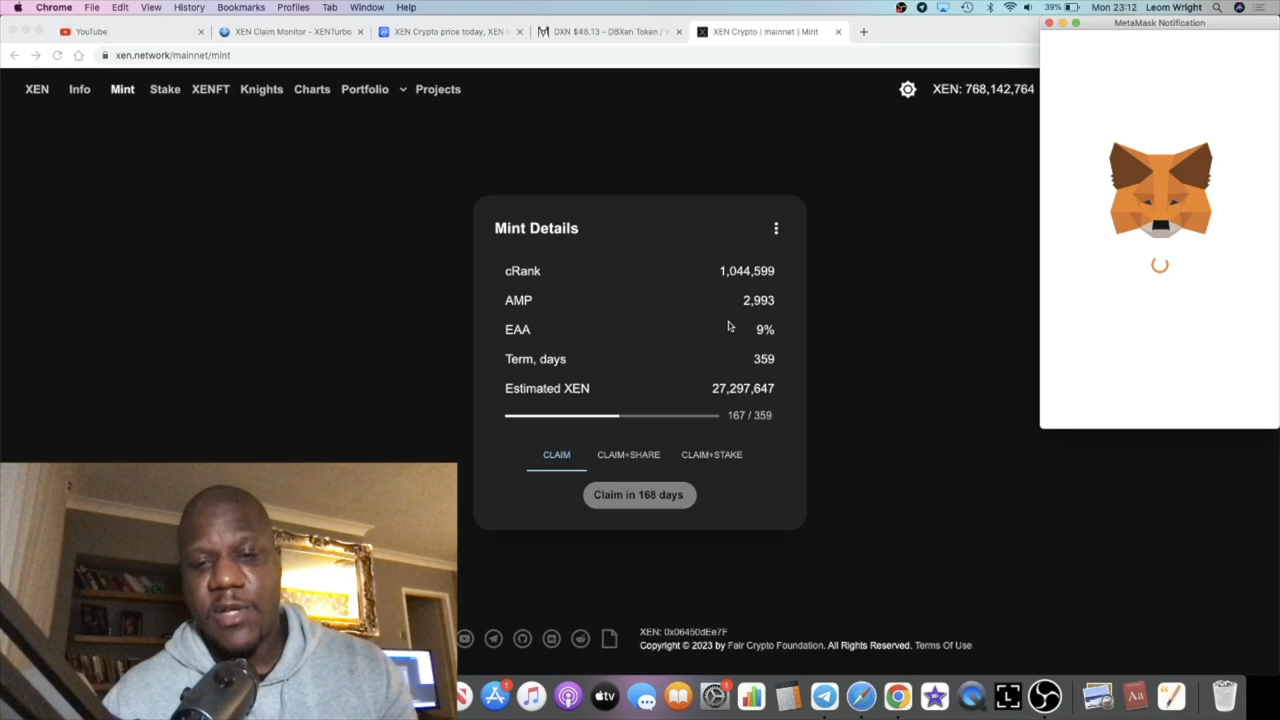 Chrome File Edit View History Bookmarks Profiles Tab Window Help 39% Mon 23:12 Leom Wright
YouTube
XEN Claim Monitor - XENTurbo
XEN Crypto price today, XEN
DXN $48.13 - DBXen Token /
XEN Crypto | mainnet | Mint
MetaMask Notification
xen.network/mainnet/mint
XEN Info Mint Stake XENFT Knights Charts Portfolio Projects XEN: 768,142,764
Mint Details
cRank 1,044,599
AMP 2,993
EAA 9%
Term, days 359
Estimated XEN 27,297,647
167 / 359
CLAIM CLAIM+SHARE CLAIM+STAKE
Claim in 168 days
XEN: 0x06450dEe7F
Copyright © 2023 by Fair Crypto Foundation. All Rights Reserved. Terms Of Use
tv
Aa